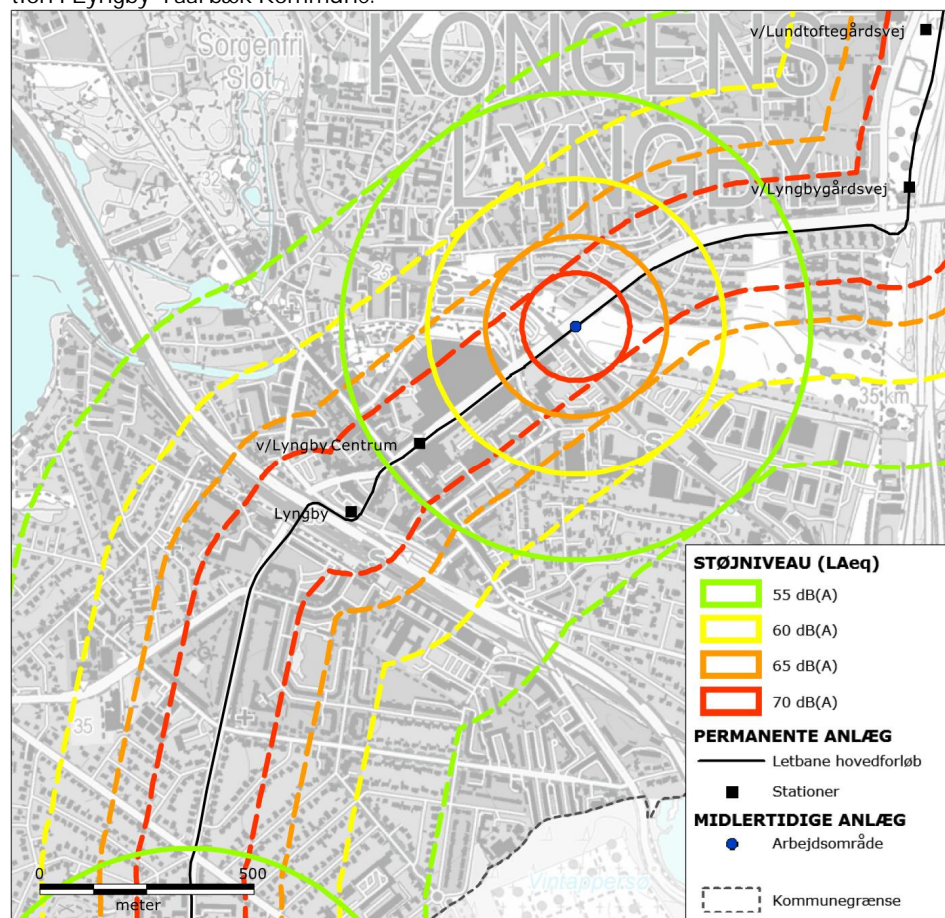 Sorgenfri
Slot
KONGENS
LYNGBY
v/Lundtoftegårdsvej
v/Lyngbygårdsvej
32
25
35 km
v/Lyngby Centrum
Lyngby
35
0 500
meter
Vintappersø
STØJNIVEAU (LAeq)
55 dB(A)
60 dB(A)
65 dB(A)
70 dB(A)
PERMANENTE ANLÆG
Letbane hovedforløb
Stationer
MIDLERTIDIGE ANLÆG
Arbejdsområde
Kommunegrænse